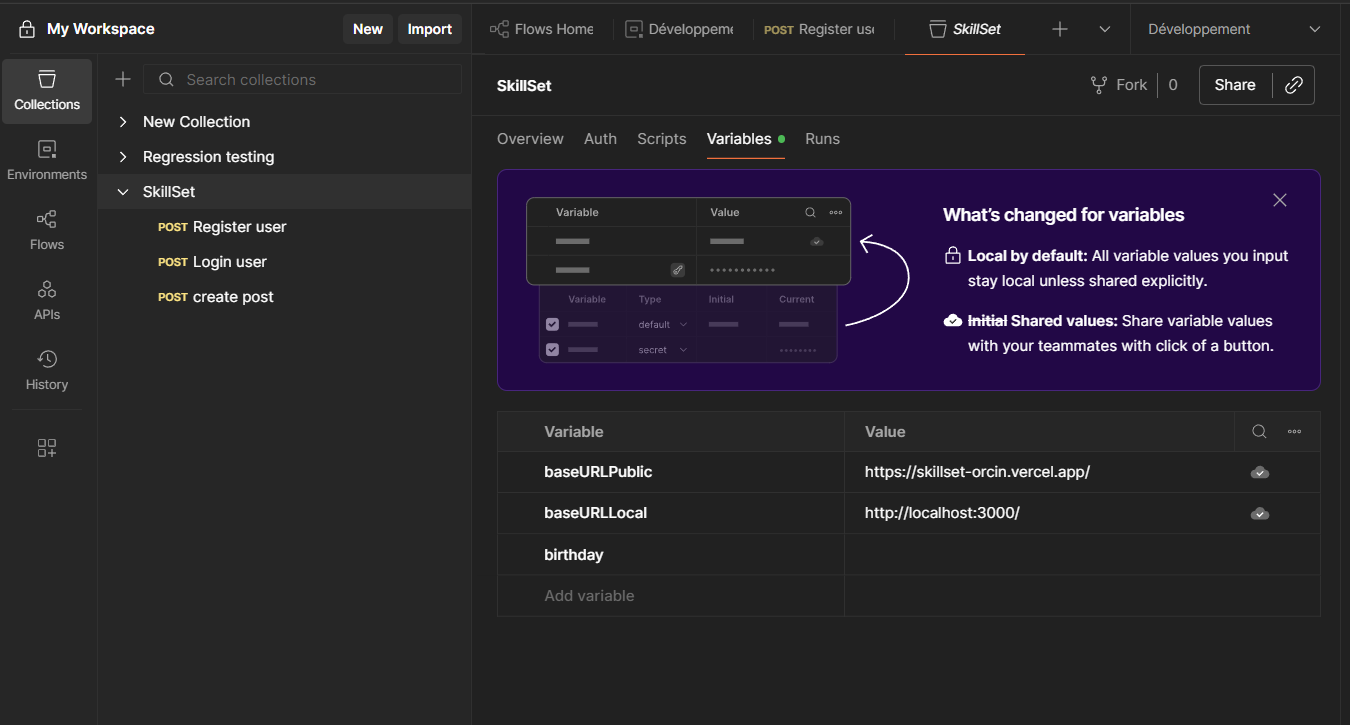 My Workspace
New
Import
Flows Home
Développeme
POST Register use
SkillSet
Développement
Collections
Environments
Flows
APIs
History
Search collections
New Collection
Regression testing
SkillSet
POST Register user
POST Login user
POST create post
SkillSet
Fork
0
Share
Overview
Auth
Scripts
Variables
Runs
Variable
Value
Variable
Type
Initial
Current
default
secret
What's changed for variables
Local by default: All variable values you input
stay local unless shared explicitly.
Initial Shared values: Share variable values
with your teammates with click of a button.
Variable
Value
baseURLPublic
https://skillset-orcin.vercel.app/
baseURLLocal
http://localhost:3000/
birthday
Add variable